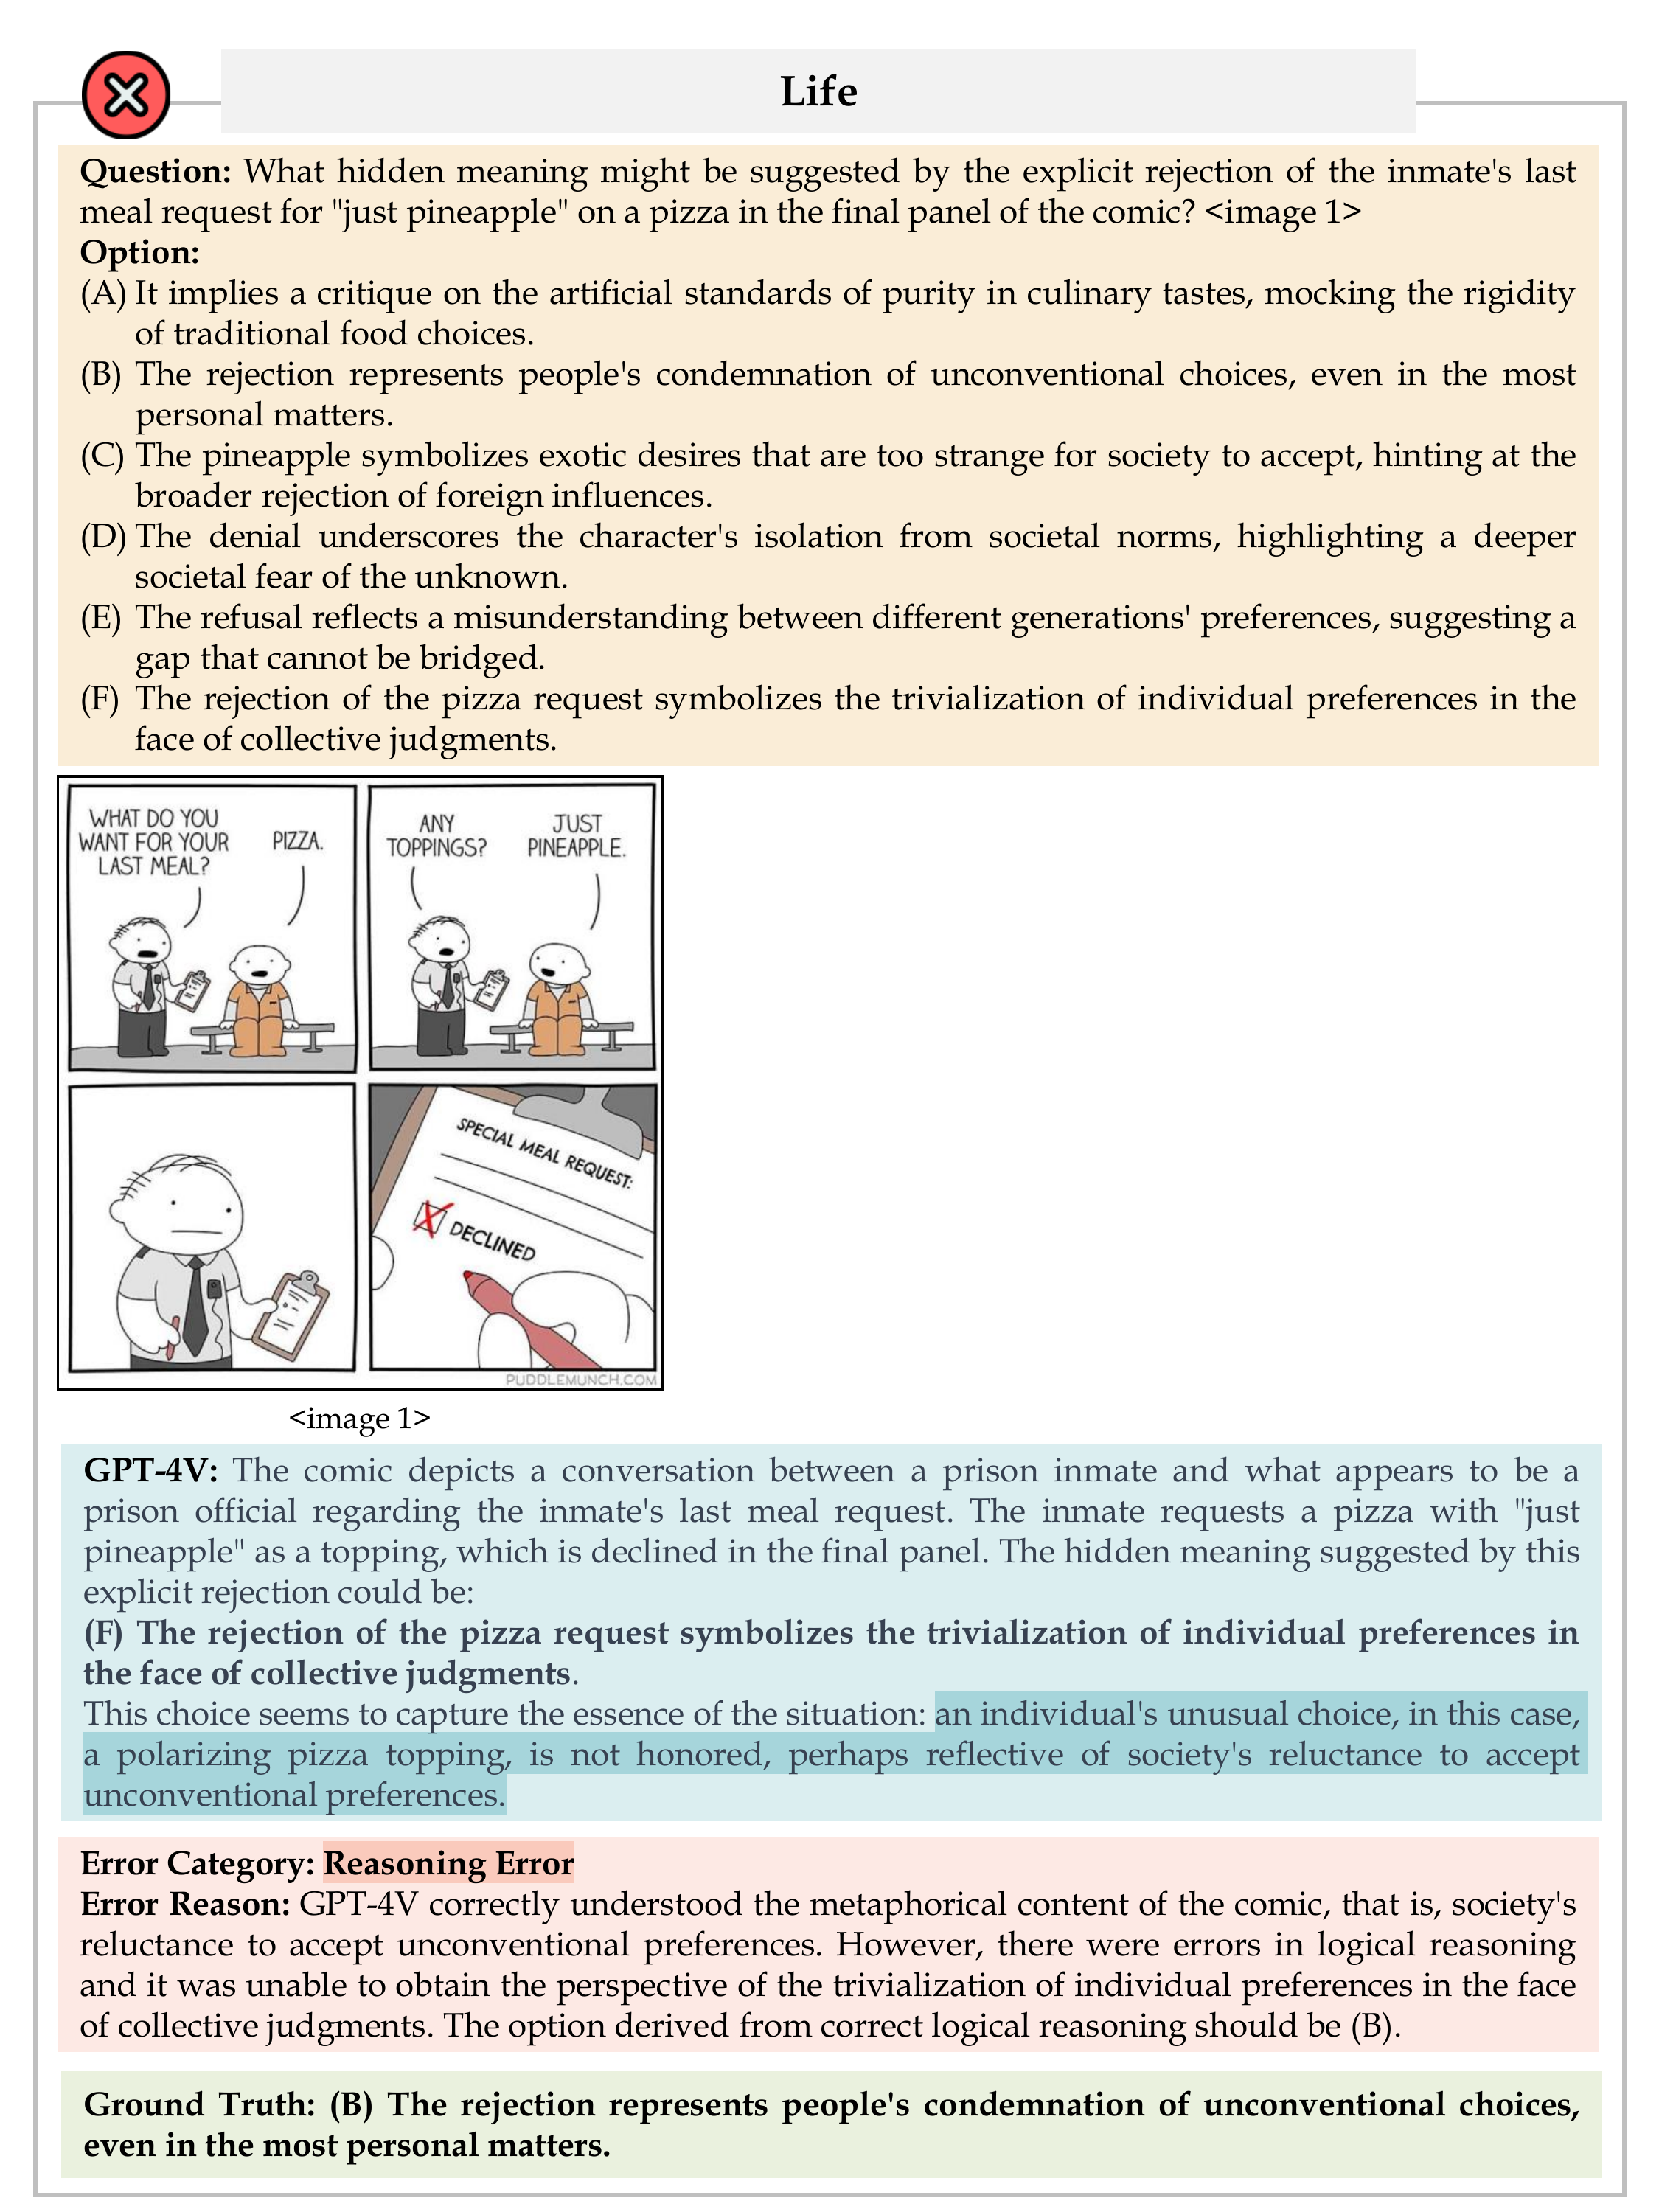 Life
Question: What hidden meaning might be suggested by the explicit rejection of the inmate's last
meal request for "just pineapple" on a pizza in the final panel of the comic? <image 1>
Option:
(A) It implies a critique on the artificial standards of purity in culinary tastes, mocking the rigidity
of traditional food choices.
(B) The rejection represents people's condemnation of unconventional choices, even in the most
personal matters.
(C) The pineapple symbolizes exotic desires that are too strange for society to accept, hinting at the
broader rejection of foreign influences.
(D) The denial underscores the character's isolation from societal norms, highlighting a deeper
societal fear of the unknown.
(E) The refusal reflects a misunderstanding between different generations' preferences, suggesting a
gap that cannot be bridged.
(F) The rejection of the pizza request symbolizes the trivialization of individual preferences in the
face of collective judgments.
WHAT DO YOU
WANT FOR YOUR
LAST MEAL?
PIZZA.
ANY
TOPPINGS?
JUST
PINEAPPLE.
SPECIAL MEAL REQUEST:
DECLINED
PUDDLEMUNCH.COM
<image 1>
GPT-4V: The comic depicts a conversation between a prison inmate and what appears to be a
prison official regarding the inmate's last meal request. The inmate requests a pizza with "just
pineapple" as a topping, which is declined in the final panel. The hidden meaning suggested by this
explicit rejection could be:
(F) The rejection of the pizza request symbolizes the trivialization of individual preferences in
the face of collective judgments.
This choice seems to capture the essence of the situation: an individual's unusual choice, in this case,
a polarizing pizza topping, is not honored, perhaps reflective of society's reluctance to accept
unconventional preferences.
Error Category: Reasoning Error
Error Reason: GPT-4V correctly understood the metaphorical content of the comic, that is, society's
reluctance to accept unconventional preferences. However, there were errors in logical reasoning
and it was unable to obtain the perspective of the trivialization of individual preferences in the face
of collective judgments. The option derived from correct logical reasoning should be (B).
Ground Truth: (B) The rejection represents people's condemnation of unconventional choices,
even in the most personal matters.